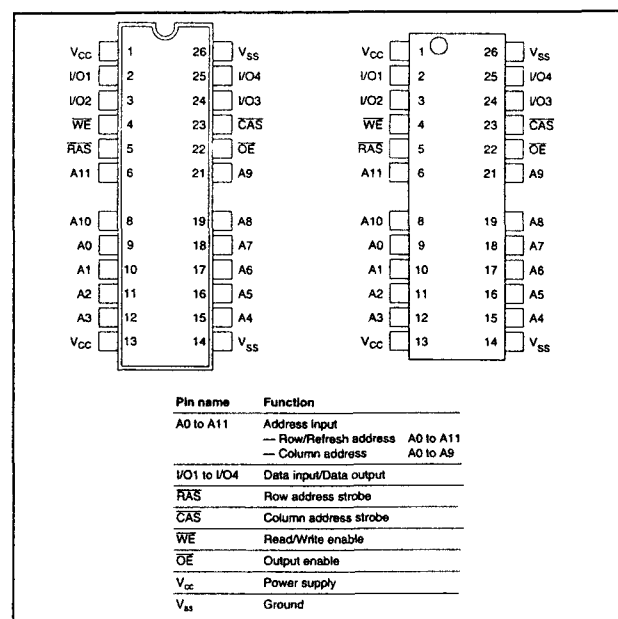 VCC 1 26 VSS
I/O1 2 25 I/O4
I/O2 3 24 I/O3
WE 4 23 CAS
RAS 5 22 OE
A11 6 21 A9
A10 8 19 A8
A0 9 18 A7
A1 10 17 A6
A2 11 16 A5
A3 12 15 A4
VCC 13 14 VSS
VCC 1 26 VSS
I/O1 2 25 I/O4
I/O2 3 24 I/O3
WE 4 23 CAS
RAS 5 22 OE
A11 6 21 A9
A10 8 19 A8
A0 9 18 A7
A1 10 17 A6
A2 11 16 A5
A3 12 15 A4
VCC 13 14 VSS
Pin name Function
A0 to A11 Address input
— Row/Refresh address A0 to A11
— Column address A0 to A9
I/O1 to I/O4 Data input/Data output
RAS Row address strobe
CAS Column address strobe
WE Read/Write enable
OE Output enable
Vcc Power supply
Vss Ground